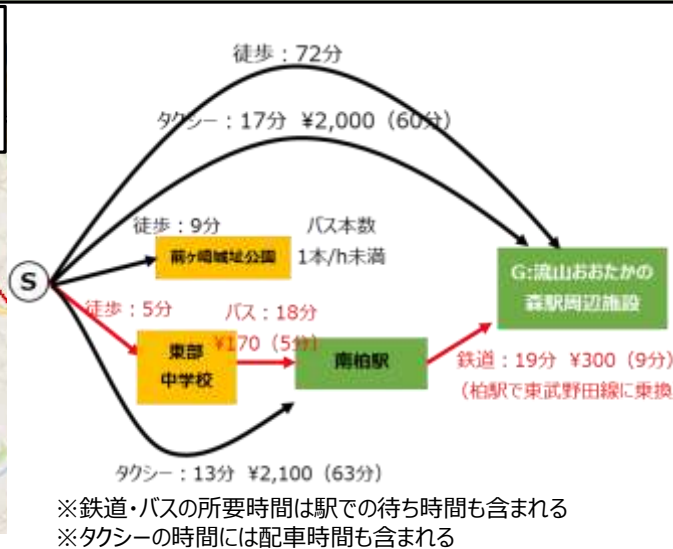 徒歩：72分
タクシー：17分 ¥2,000（60分）
徒歩：9分
バス本数
1本/h未満
前ヶ崎城址公園
S
G:流山おおたかの
森駅周辺施設
徒歩：5分
バス：18分
¥170（5分）
東部
中学校
南柏駅
鉄道：19分 ¥300（9分）
（柏駅で東武野田線に乗換
タクシー：13分 ¥2,100（63分）
※鉄道・バスの所要時間は駅での待ち時間も含まれる
※タクシーの時間には配車時間も含まれる